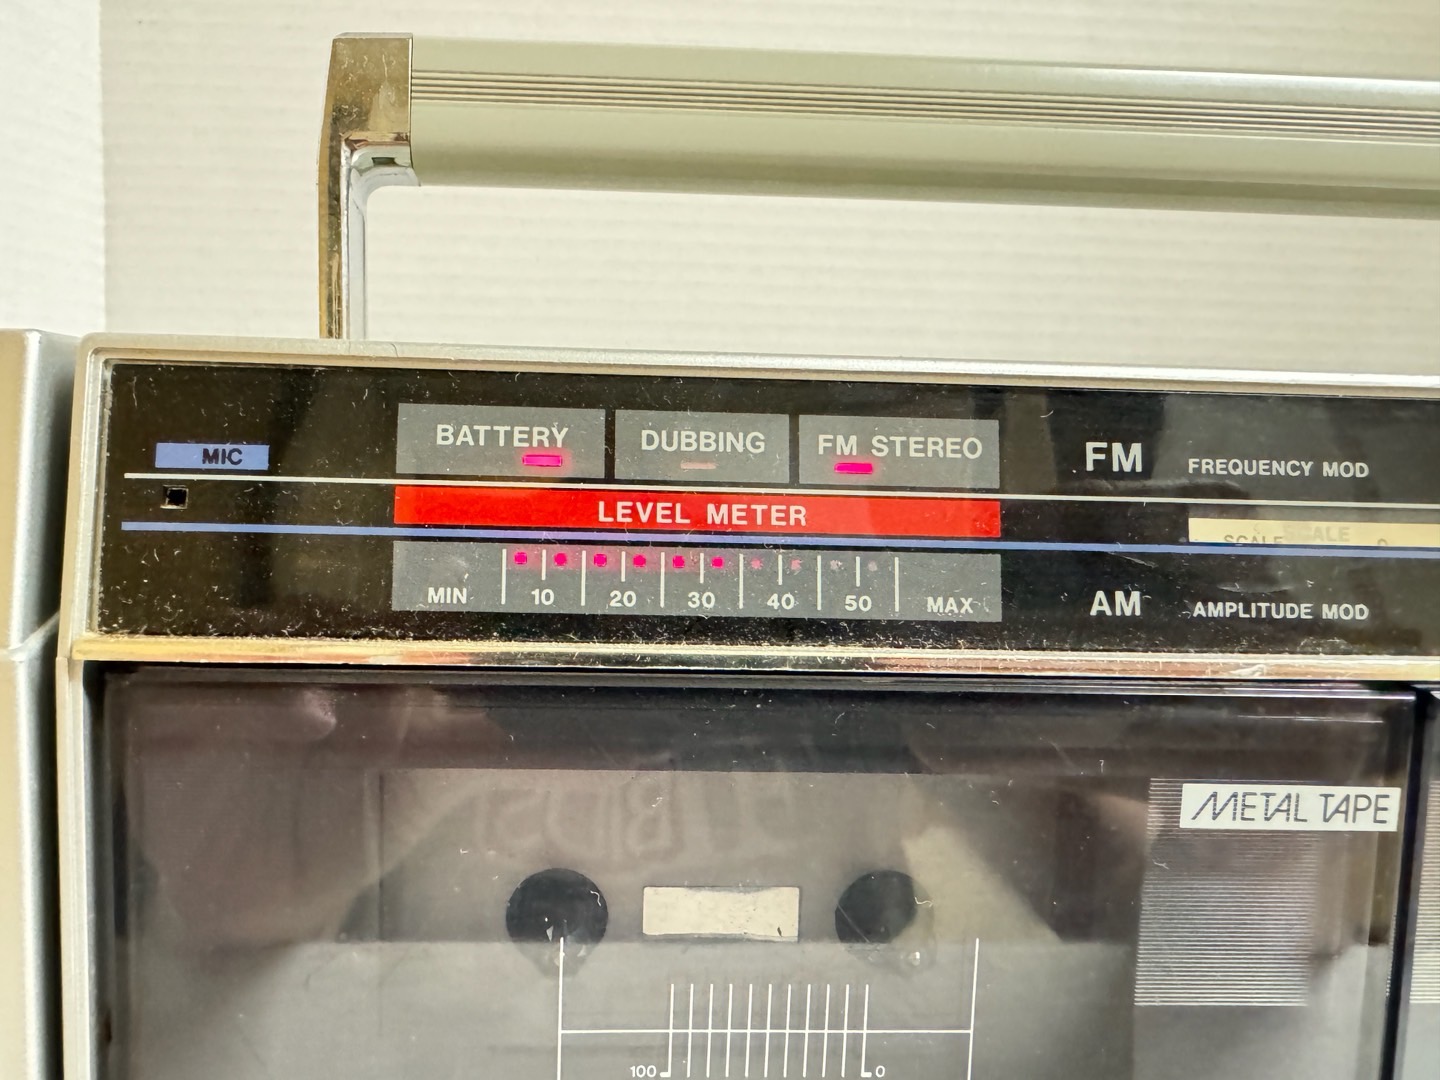 BATTERY
DUBBING
FM STEREO
MIC
FM
FREQUENCY MOD
LEVEL METER
SCALE
MIN 10 20 30 40 50 MAX
AM
AMPLITUDE MOD
METAL TAPE
100 0